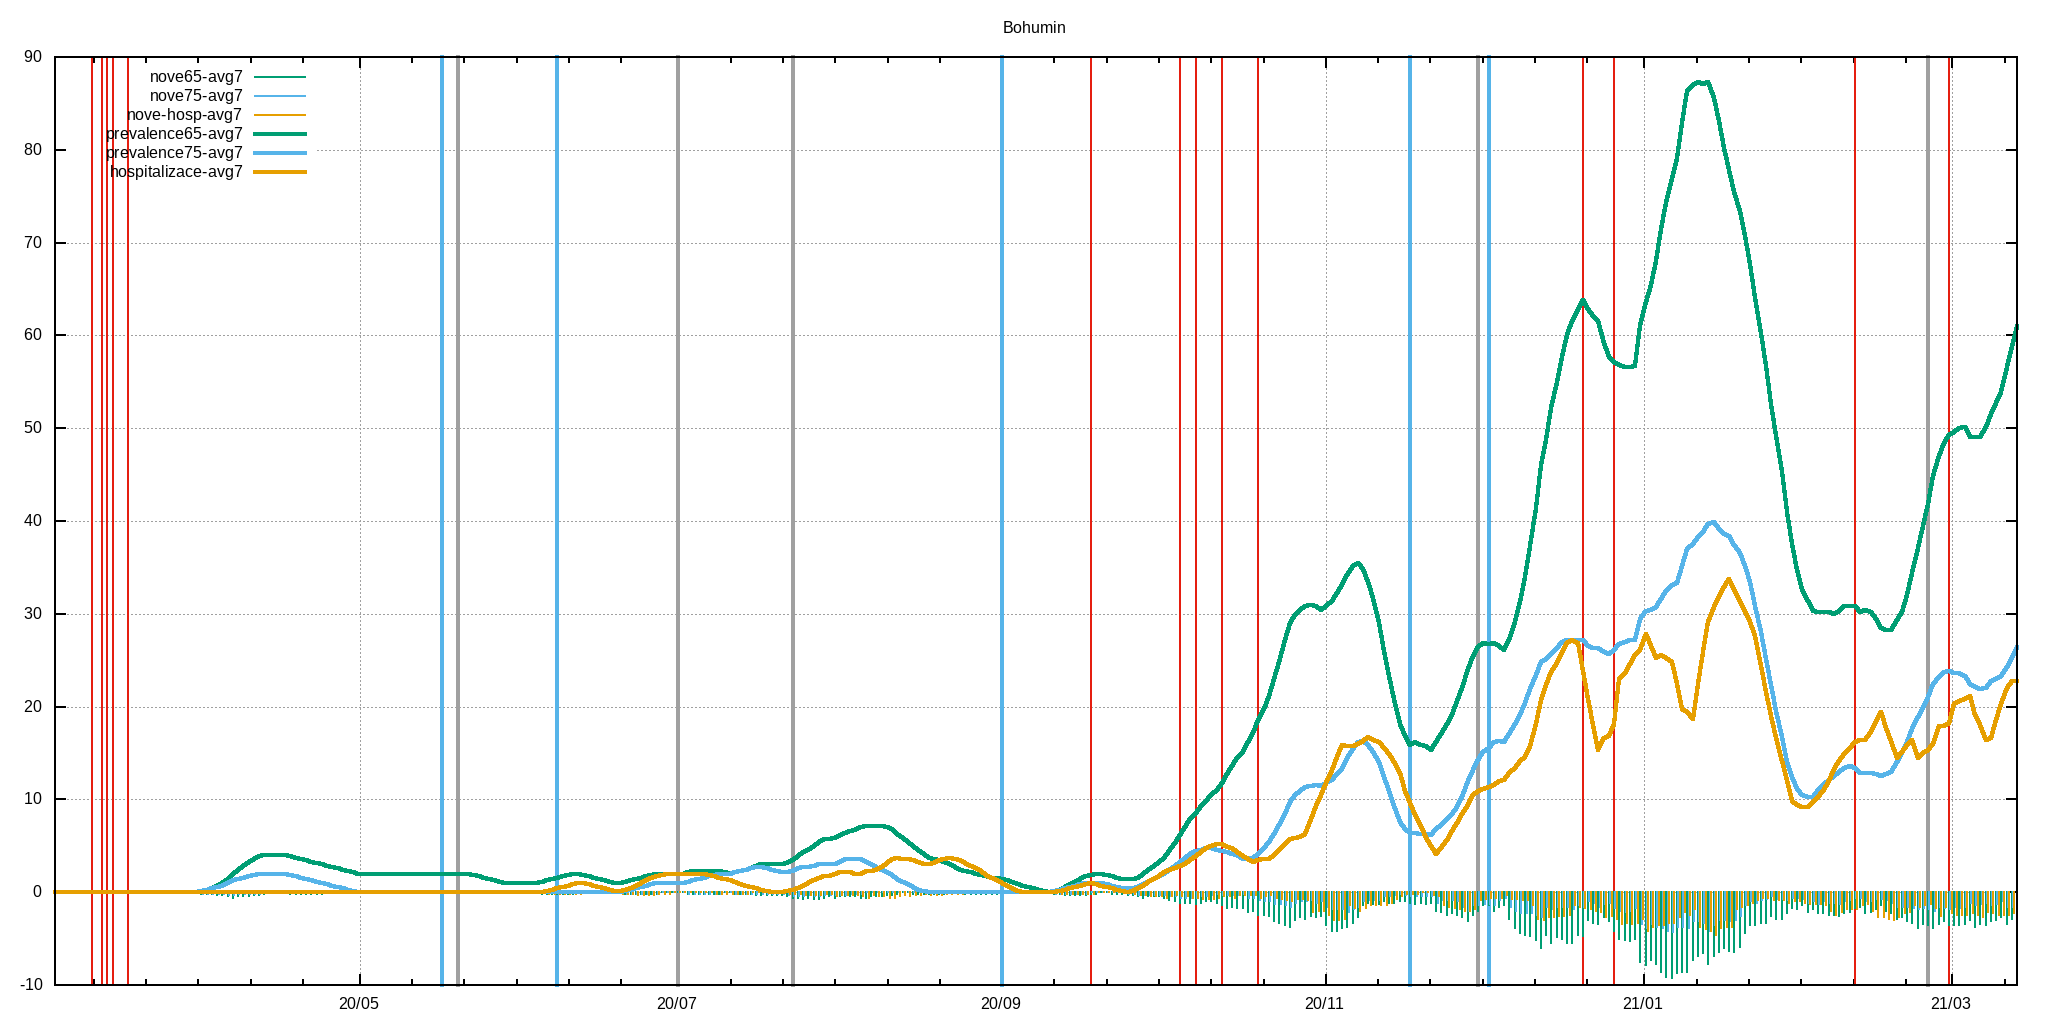 Bohumin
90
nove65-avg7
nove75-avg7
nove-hosp-avg7
prevalence65-avg7
80
prevalence75-avg7
hospitalizace-avg7
70
60
50
40
30
20
10
0
-10
20/05 20/07 20/09 20/11 21/01 21/03